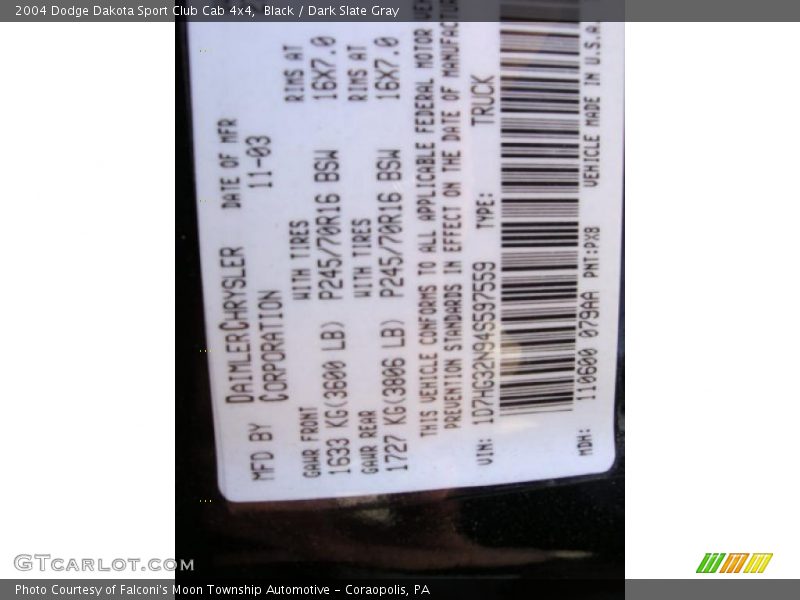 2004 Dodge Dakota Sport Club Cab 4x4,  Black / Dark Slate Gray
MFD BY DAIMLERCHRYSLER DATE OF MFR
CORPORATION 11-03
GAWR FRONT WITH TIRES RIMS AT
1633 KG(3600 LB) P245/70R16 BSW 16X7.0
GAWR REAR WITH TIRES RIMS AT
1727 KG(3806 LB) P245/70R16 BSW 16X7.0
THIS VEHICLE CONFORMS TO ALL APPLICABLE FEDERAL MOTOR
PREVENTION STANDARDS IN EFFECT ON THE DATE OF
VIN: 1D7HG32N94S597559 TYPE: TRUCK
MDH: 110600 079AA PNT:PX8 VEHICLE MADE IN U.S.A.
GTCARLOT.COM
Photo Courtesy of Falconi's Moon Township Automotive - Coraopolis, PA